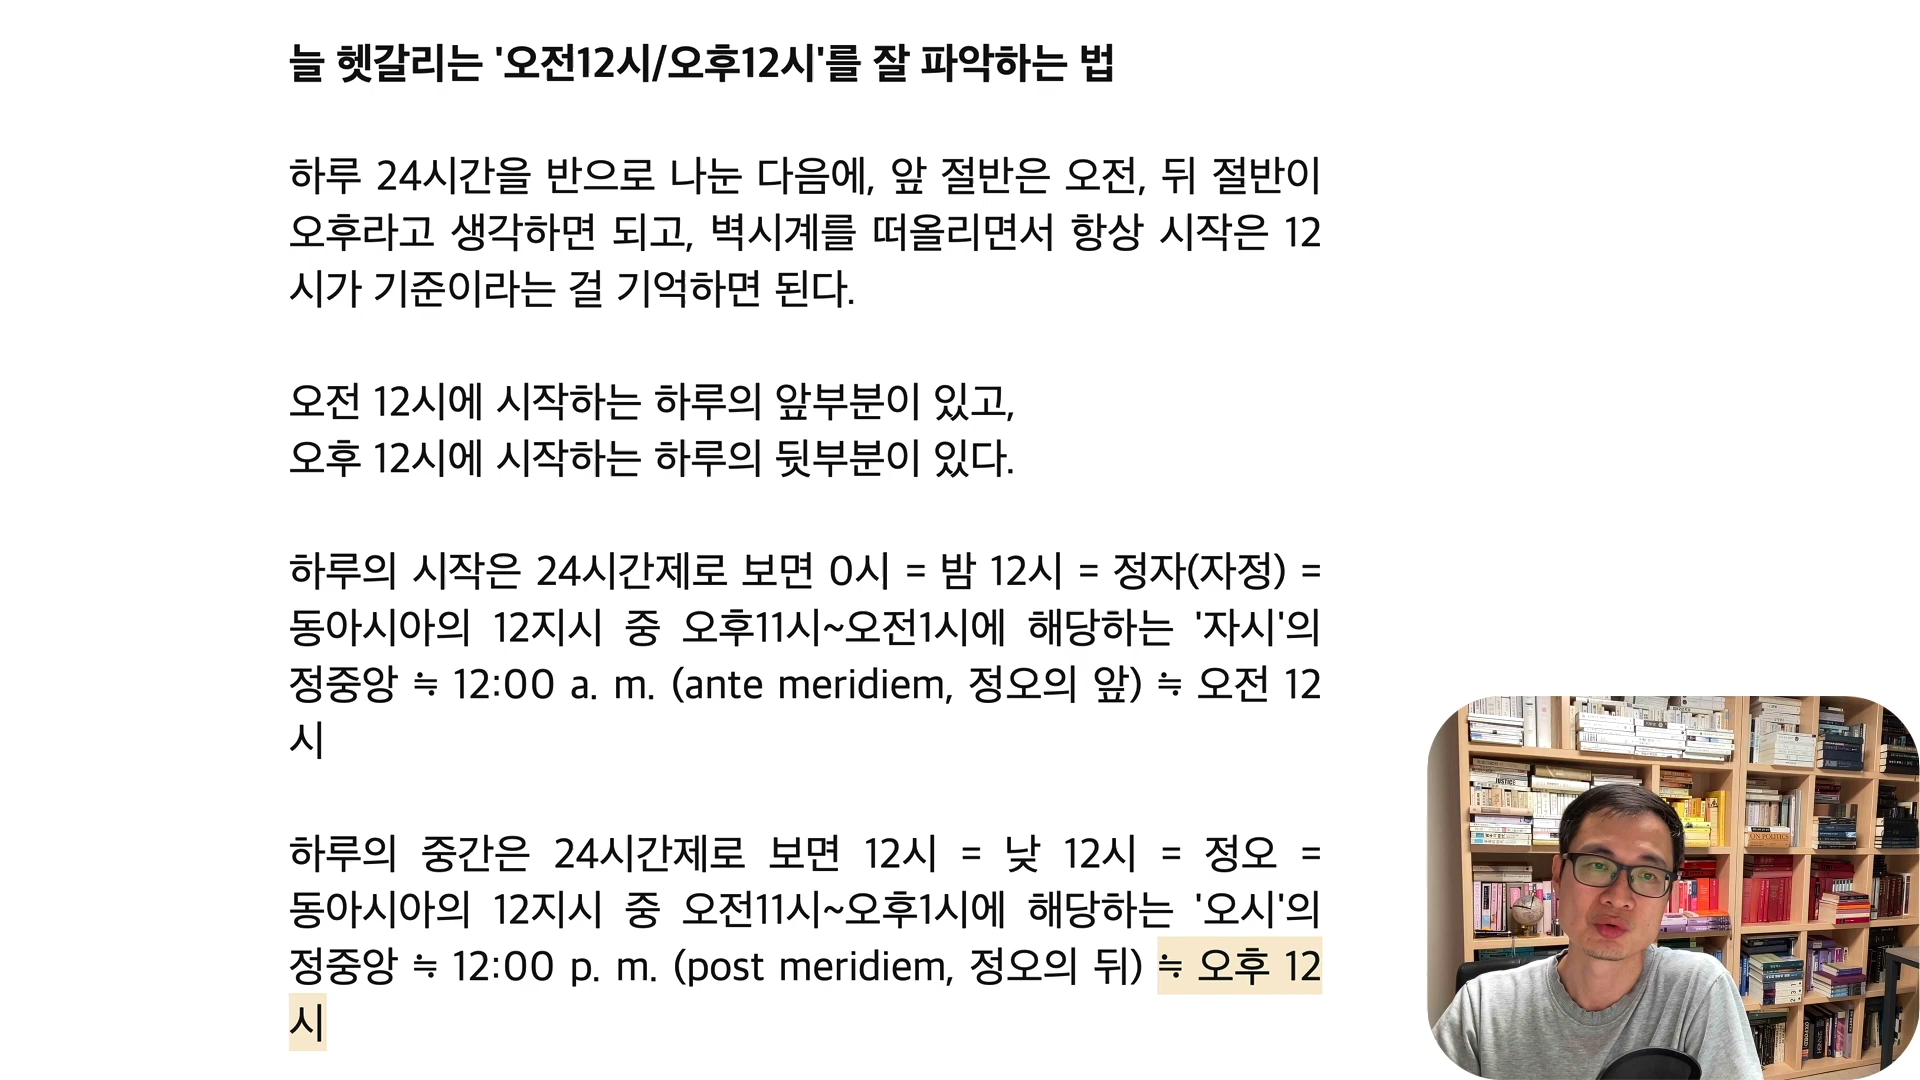 늘 헷갈리는 '오전12시/오후12시'를 잘 파악하는 법
하루 24시간을 반으로 나눈 다음에, 앞 절반은 오전, 뒤 절반이
오후라고 생각하면 되고, 벽시계를 떠올리면서 항상 시작은 12
시가 기준이라는 걸 기억하면 된다.
오전 12시에 시작하는 하루의 앞부분이 있고,
오후 12시에 시작하는 하루의 뒷부분이 있다.
하루의 시작은 24시간제로 보면 0시 = 밤 12시 = 정자(자정) =
동아시아의 12지시 중 오후11시~오전1시에 해당하는 '자시'의
정중앙 ≒ 12:00 a. m. (ante meridiem, 정오의 앞) ≒ 오전 12
시
하루의 중간은 24시간제로 보면 12시 = 낮 12시 = 정오 =
동아시아의 12지시 중 오전11시~오후1시에 해당하는 '오시'의
정중앙 ≒ 12:00 p. m. (post meridiem, 정오의 뒤) ≒ 오후 12
시
JUSTICE
ON POLITICS